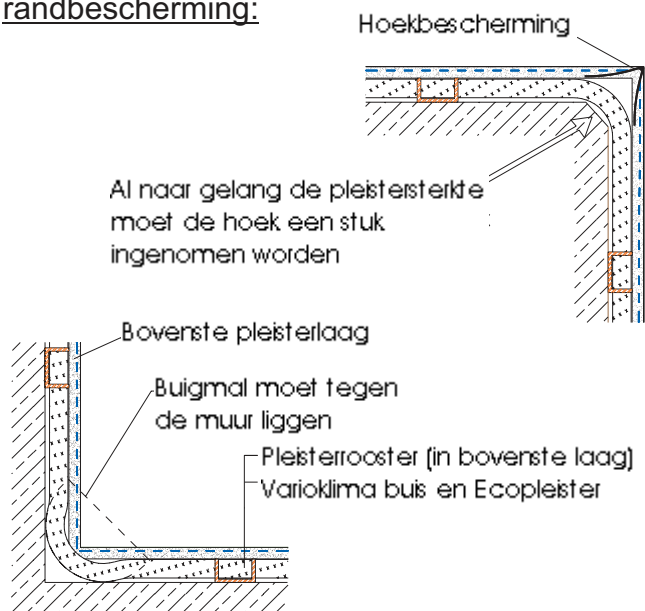 randbescherming:
Hoekbescherming
Al naar gelang de pleistersterkte
moet de hoek een stuk
ingenomen worden
Bovenste pleisterlaag
Buigmal moet tegen
de muur liggen
Pleisterrooster (in bovenste laag)
Varioklima buis en Ecopleister